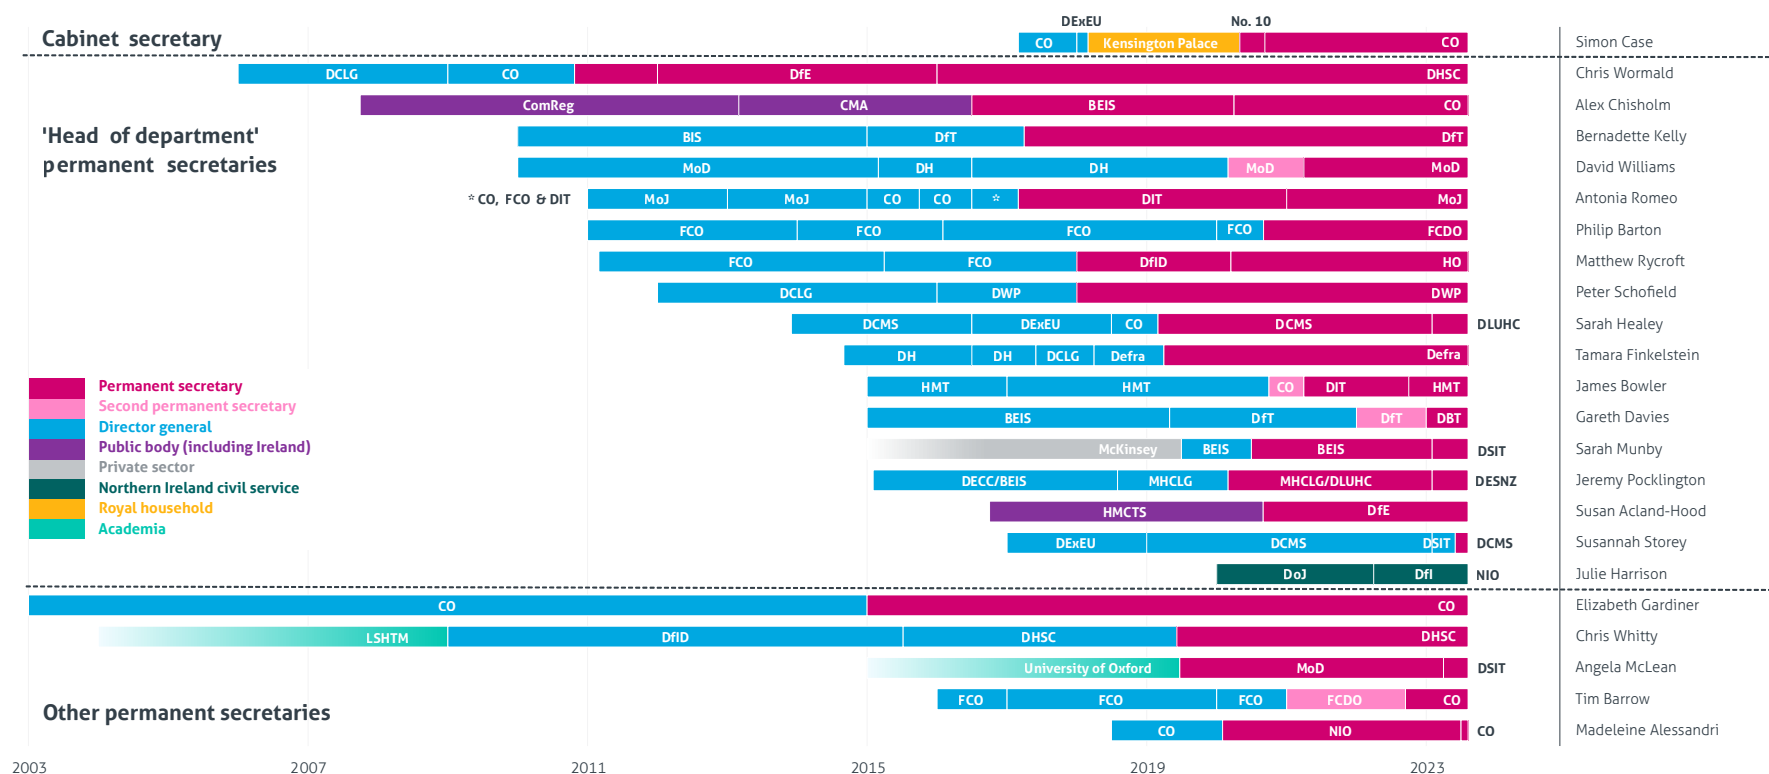 DExEU No. 10
Cabinet secretary CO Kensington Palace CO Simon Case
DCLG CO DfE DHSC Chris Wormald
ComReg CMA BEIS CO Alex Chisholm
'Head of department'
BIS DfT DfT Bernadette Kelly
permanent secretaries
MoD DH DH MoD MoD David Williams
* CO, FCO & DIT MoJ MoJ CO CO * DIT MoJ Antonia Romeo
FCO FCO FCO FCO FCDO Philip Barton
FCO FCO DfID HO Matthew Rycroft
DCLG DWP DWP Peter Schofield
DCMS DExEU CO DCMS DLUHC Sarah Healey
DH DH DCLG Defra Defra Tamara Finkelstein
Permanent secretary HMT HMT CO DIT HMT James Bowler
Second permanent secretary
Director general BEIS DfT DfT DBT Gareth Davies
Public body (including Ireland) McKinsey BEIS BEIS DSIT Sarah Munby
Private sector
Northern Ireland civil service DECC/BEIS MHCLG MHCLG/DLUHC DESNZ Jeremy Pocklington
Royal household HMCTS DfE Susan Acland-Hood
Academia
DExEU DCMS DSIT DCMS Susannah Storey
DoJ DfI NIO Julie Harrison
CO CO Elizabeth Gardiner
LSHTM DfID DHSC DHSC Chris Whitty
University of Oxford MoD DSIT Angela McLean
FCO FCO FCO FCDO CO Tim Barrow
Other permanent secretaries
CO NIO CO Madeleine Alessandri
2003 2007 2011 2015 2019 2023